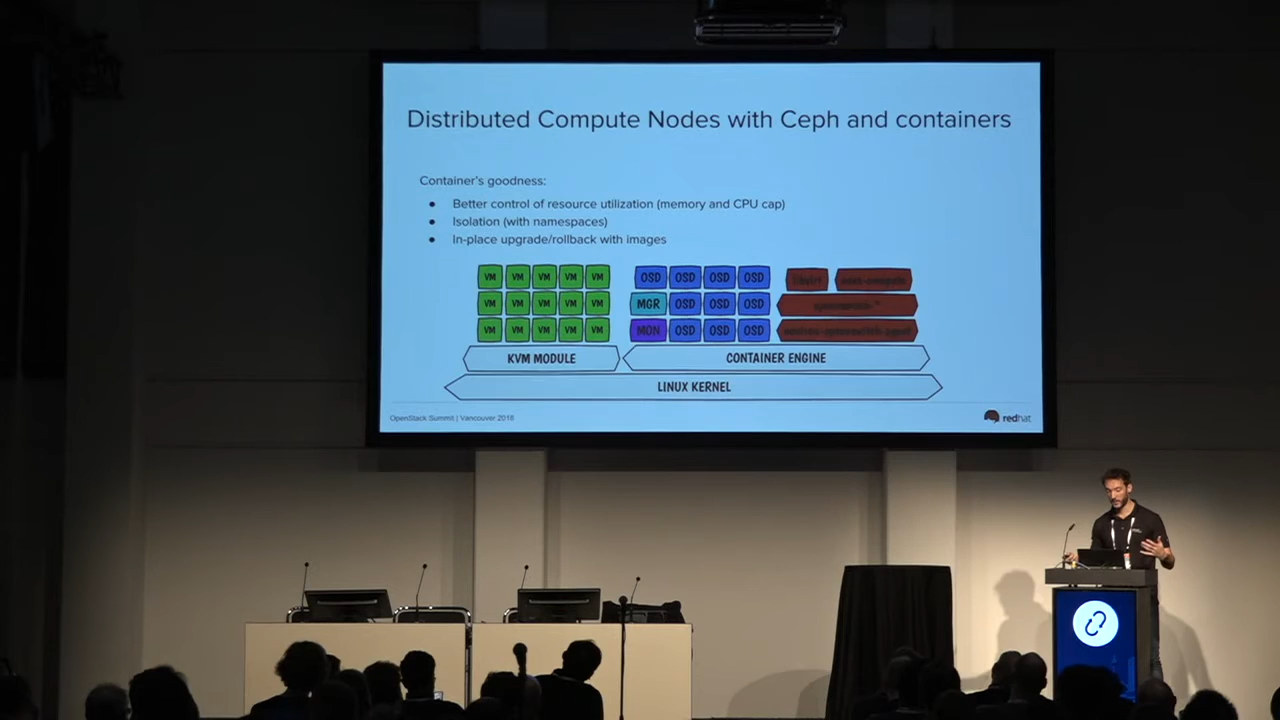 Distributed Compute Nodes with Ceph and containers
Container's goodness:
● Better control of resource utilization (memory and CPU cap)
● Isolation (with namespaces)
● In-place upgrade/rollback with images
VM VM VM VM VM OSD OSD OSD OSD
VM VM VM VM VM MGR OSD OSD OSD
VM VM VM VM VM MON OSD OSD OSD
KVM MODULE CONTAINER ENGINE
LINUX KERNEL
OpenStack Summit | Vancouver 2018 redhat